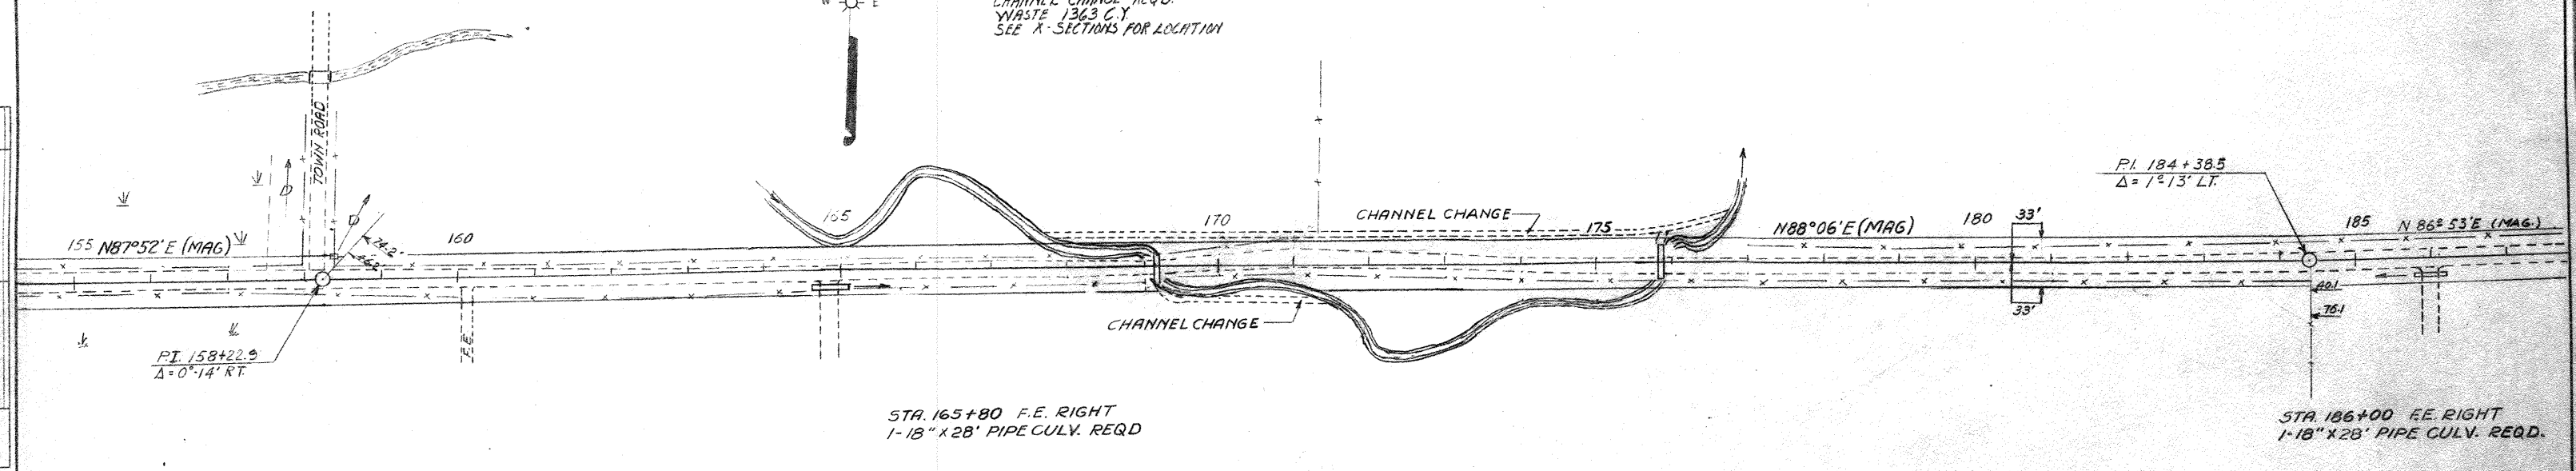 W E
CHANNEL CHANGE REQD.
WASTE 1363 C.Y.
SEE X-SECTIONS FOR LOCATION
TOWN ROAD
D
D
74.2'
155 N87°52'E (MAG)
160
165
170
CHANNEL CHANGE
175
N88°06'E (MAG)
180
33'
33'
P.I. 184+38.5
Δ = 1°-13' LT.
185
N 86° 53'E (MAG.)
40.1
76.1
P.I. 158+22.9
Δ = 0°-14' RT.
F.E.
CHANNEL CHANGE
STA. 165+80 F.E. RIGHT
1-18" X 28' PIPE CULV. REQD
STA. 186+00 F.E. RIGHT
1-18" X 28' PIPE CULV. REQD.